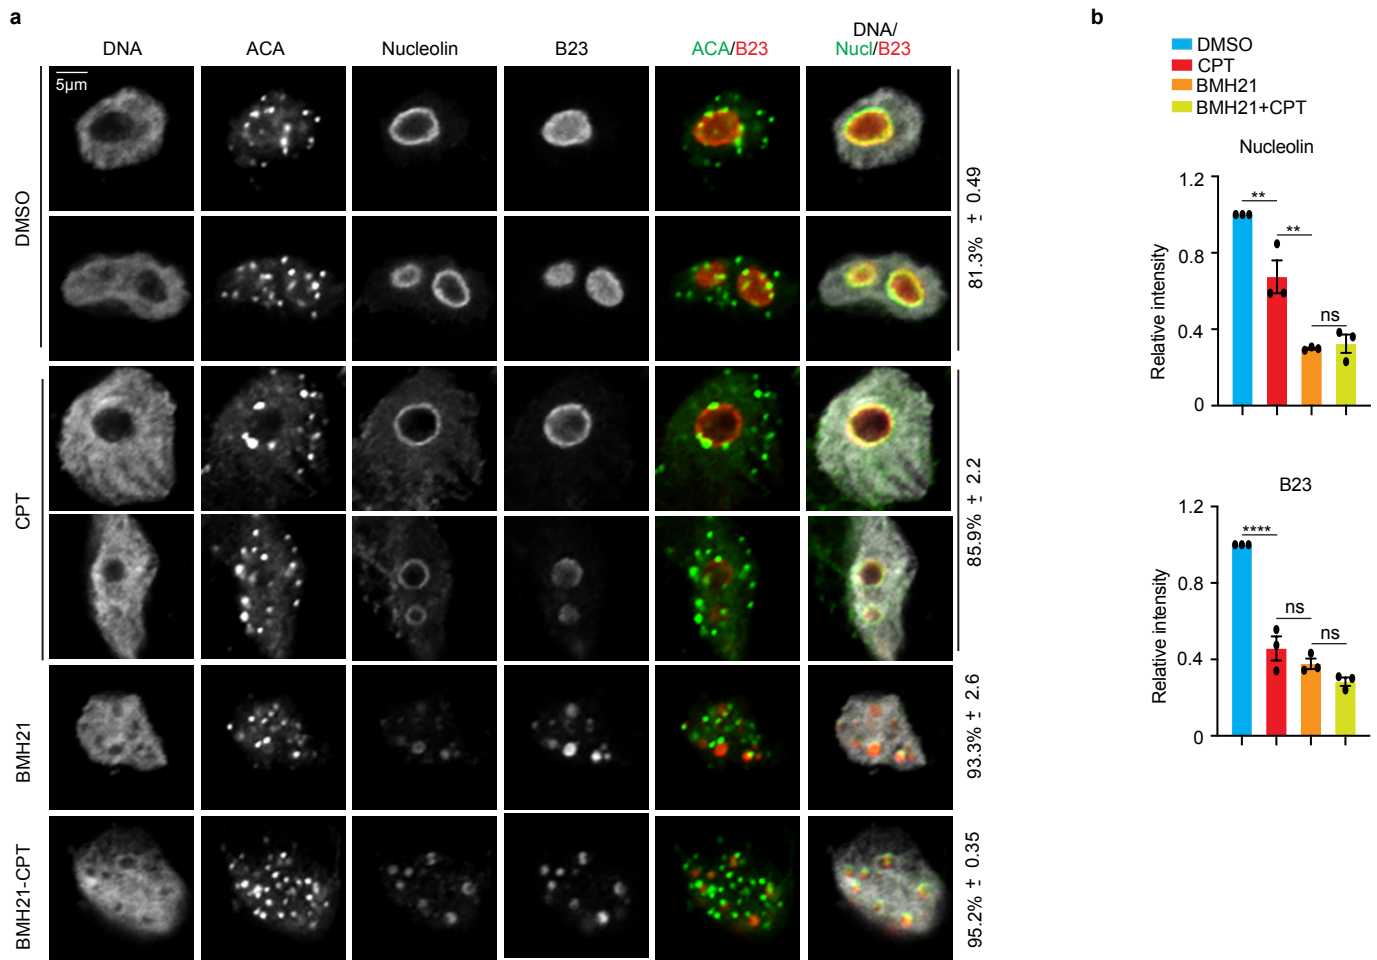 a
DNA
ACA
Nucleolin
B23
ACA/B23
DNA/
Nucl/B23
5µm
DMSO
81.3% ± 0.49
CPT
85.9% ± 2.2
BMH21
93.3% ± 2.6
BMH21-CPT
95.2% ± 0.35
b
DMSO
CPT
BMH21
BMH21+CPT
Nucleolin
Relative intensity
1.2
0.8
0.4
0
**
**
ns
B23
Relative intensity
1.2
0.8
0.4
0
****
ns
ns